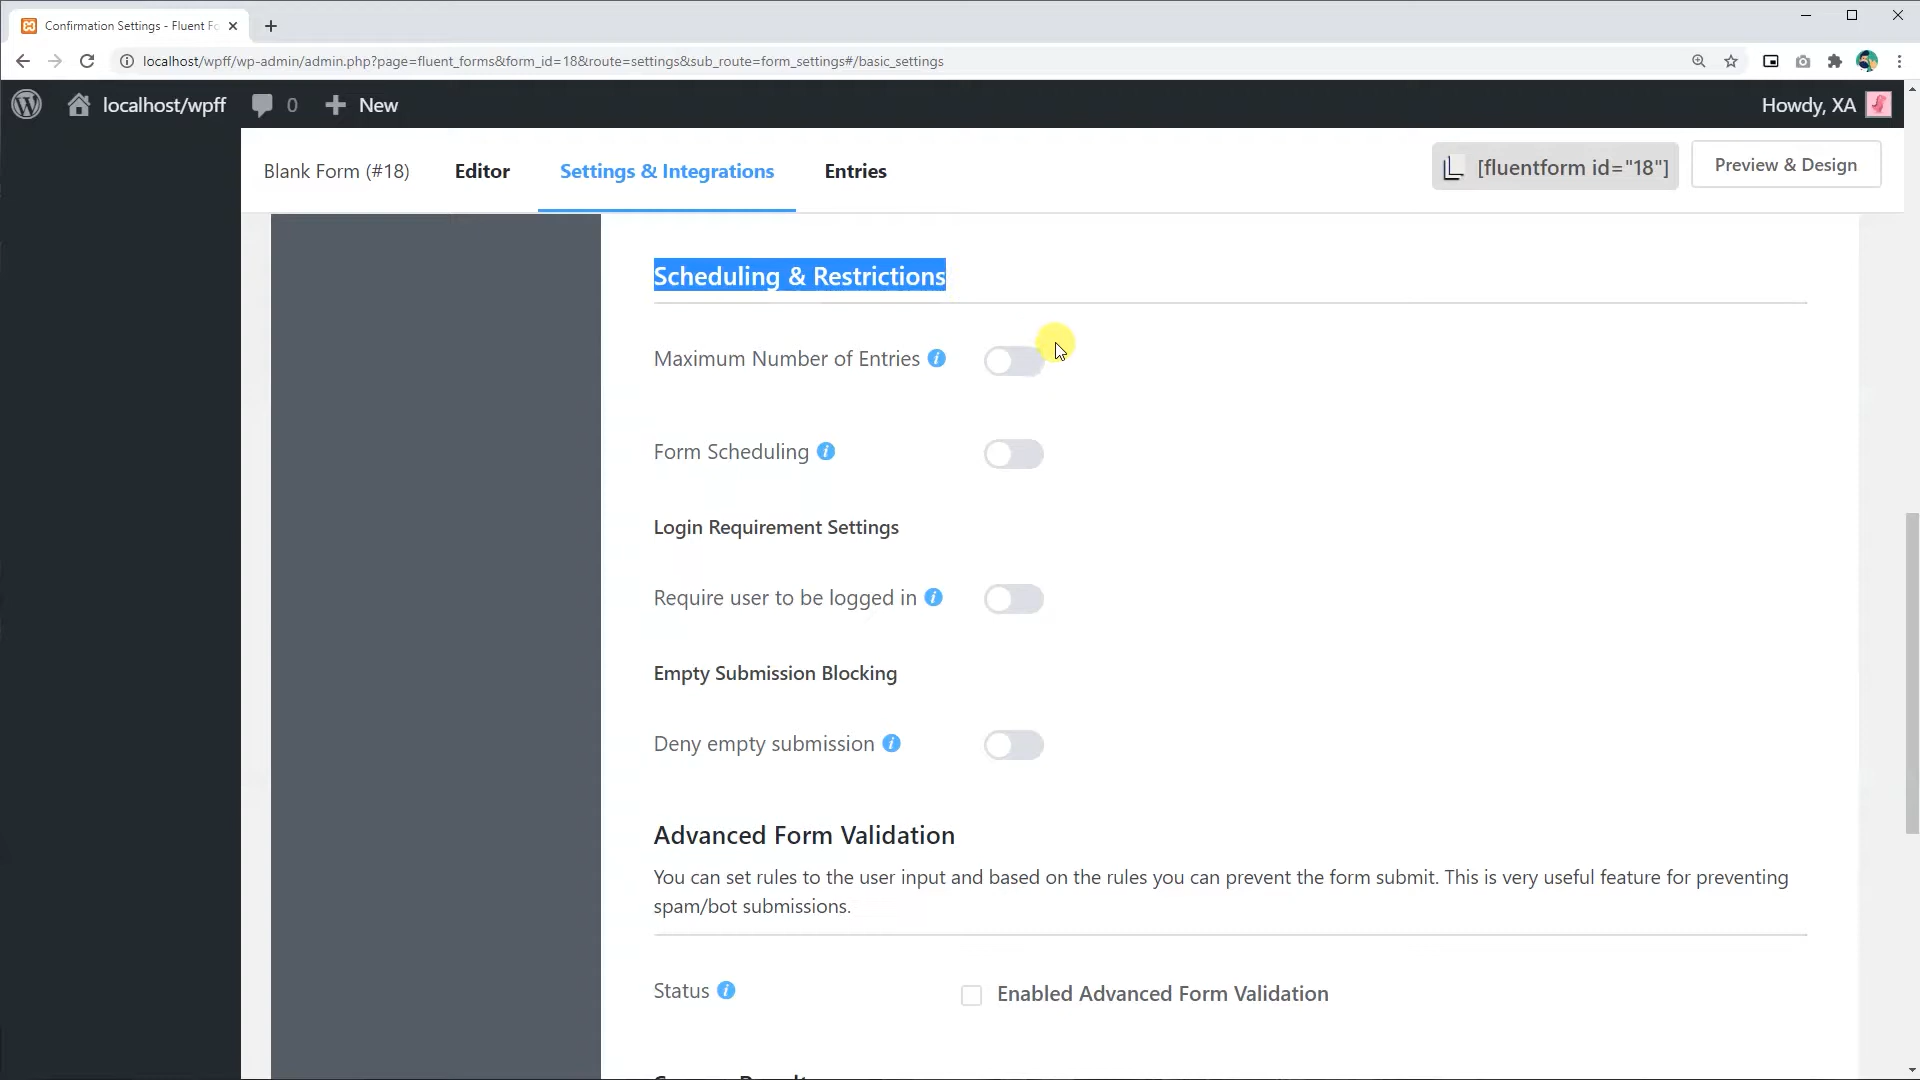 Confirmation Settings - Fluent Fo
localhost/wpff/wp-admin/admin.php?page=fluent_forms&form_id=18&route=settings&sub_route=form_settings#/basic_settings
localhost/wpff 0 New Howdy, XA
Blank Form (#18) Editor Settings & Integrations Entries [fluentform id="18"] Preview & Design
Scheduling & Restrictions
Maximum Number of Entries
Form Scheduling
Login Requirement Settings
Require user to be logged in
Empty Submission Blocking
Deny empty submission
Advanced Form Validation
You can set rules to the user input and based on the rules you can prevent the form submit. This is very useful feature for preventing
spam/bot submissions.
Status Enabled Advanced Form Validation